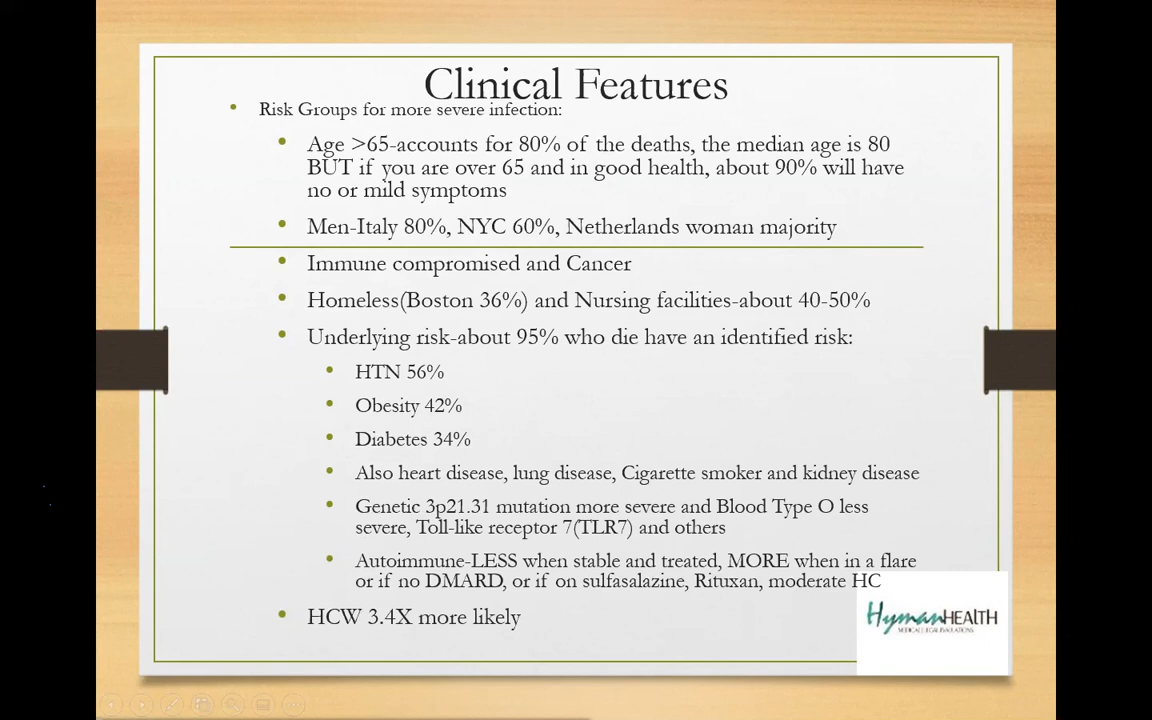 Clinical Features
• Risk Groups for more severe infection:
• Age >65-accounts for 80% of the deaths, the median age is 80
BUT if you are over 65 and in good health, about 90% will have
no or mild symptoms
• Men-Italy 80%, NYC 60%, Netherlands woman majority
• Immune compromised and Cancer
• Homeless(Boston 36%) and Nursing facilities-about 40-50%
• Underlying risk-about 95% who die have an identified risk:
• HTN 56%
• Obesity 42%
• Diabetes 34%
• Also heart disease, lung disease, Cigarette smoker and kidney disease
• Genetic 3p21.31 mutation more severe and Blood Type O less
severe, Toll-like receptor 7(TLR7) and others
• Autoimmune-LESS when stable and treated, MORE when in a flare
or if no DMARD, or if on sulfasalazine, Rituxan, moderate HC
• HCW 3.4X more likely
HymanHEALTH
MEDICAL LEGAL EVALUATIONS